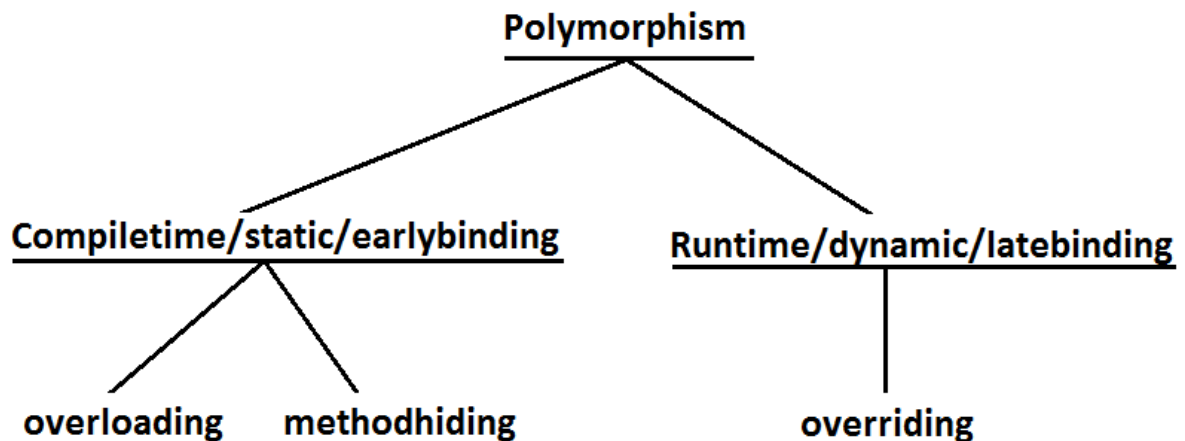 Polymorphism
Compiletime/static/earlybinding
Runtime/dynamic/latebinding
overloading
methodhiding
overriding